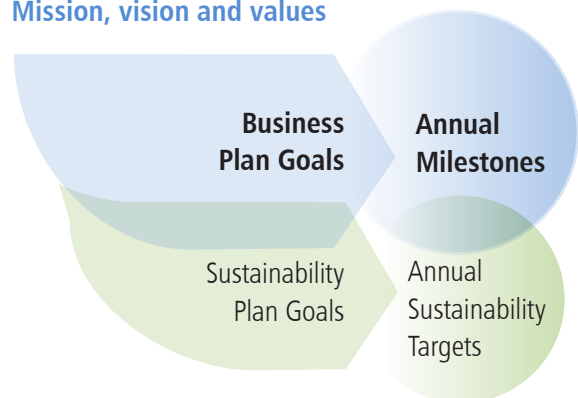 Mission, vision and values
Business
Plan Goals
Annual
Milestones
Sustainability
Plan Goals
Annual
Sustainability
Targets